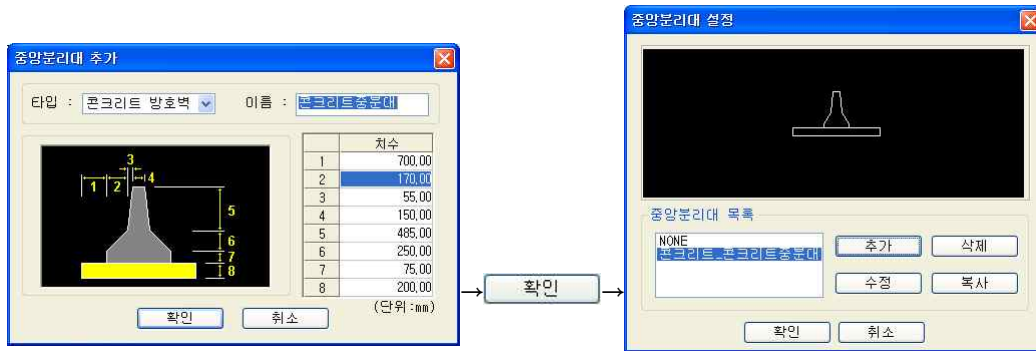 중앙분리대 추가
타입 : 콘크리트 방호벽 이름 : 콘크리트중분대
치수
1 700,00
2 170,00
3 55,00
4 150,00
5 485,00
6 250,00
7 75,00
8 200,00
(단위:mm)
3
1 2 4
5
6
7
8
확인 취소
→ 확인 →
중앙분리대 설정
중앙분리대 목록
NONE
콘크리트_콘크리트중분대
추가 삭제
수정 복사
확인 취소